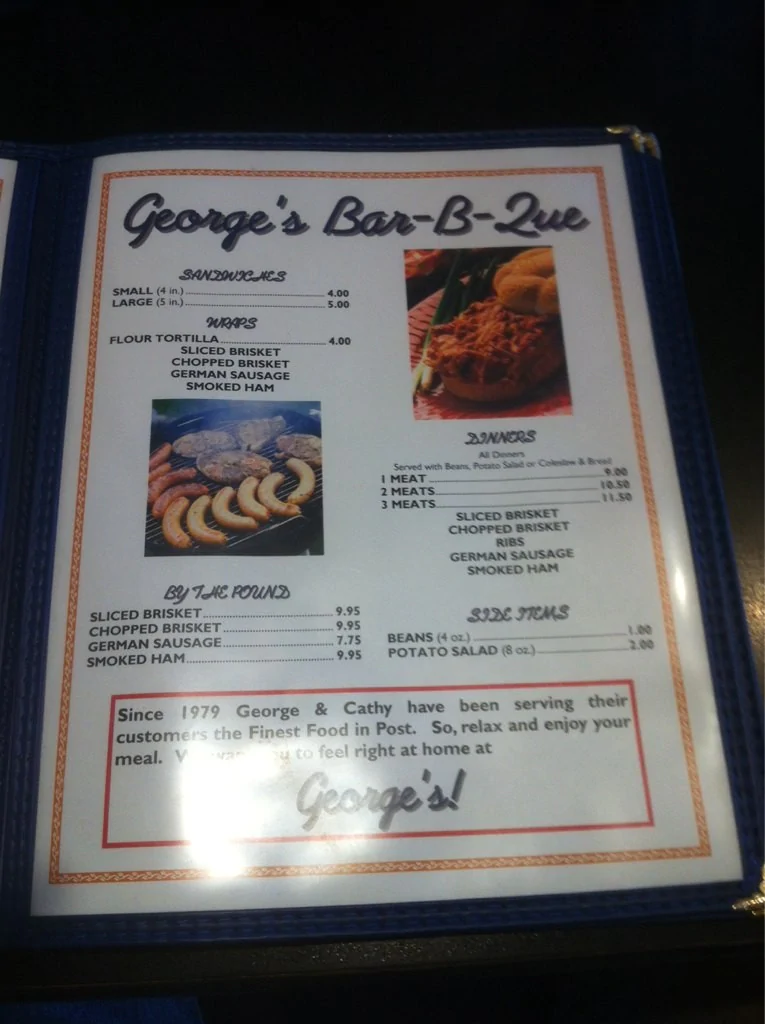 George's Bar-B-Que
SANDWICHES
SMALL (4 in.) 4.00
LARGE (5 in.) 5.00
WRAPS
FLOUR TORTILLA 4.00
SLICED BRISKET
CHOPPED BRISKET
GERMAN SAUSAGE
SMOKED HAM
DINNERS
All Dinners
Served with Beans, Potato Salad or Coleslaw & Bread
1 MEAT 9.00
2 MEATS 10.50
3 MEATS 11.50
SLICED BRISKET
CHOPPED BRISKET
RIBS
GERMAN SAUSAGE
SMOKED HAM
BY THE POUND
SLICED BRISKET 9.95
CHOPPED BRISKET 9.95
GERMAN SAUSAGE 7.75
SMOKED HAM 9.95
SIDE ITEMS
BEANS (4 oz.) 1.00
POTATO SALAD (8 oz.) 2.00
Since 1979 George & Cathy have been serving their
customers the Finest Food in Post. So, relax and enjoy your
meal. We want you to feel right at home at
George's!